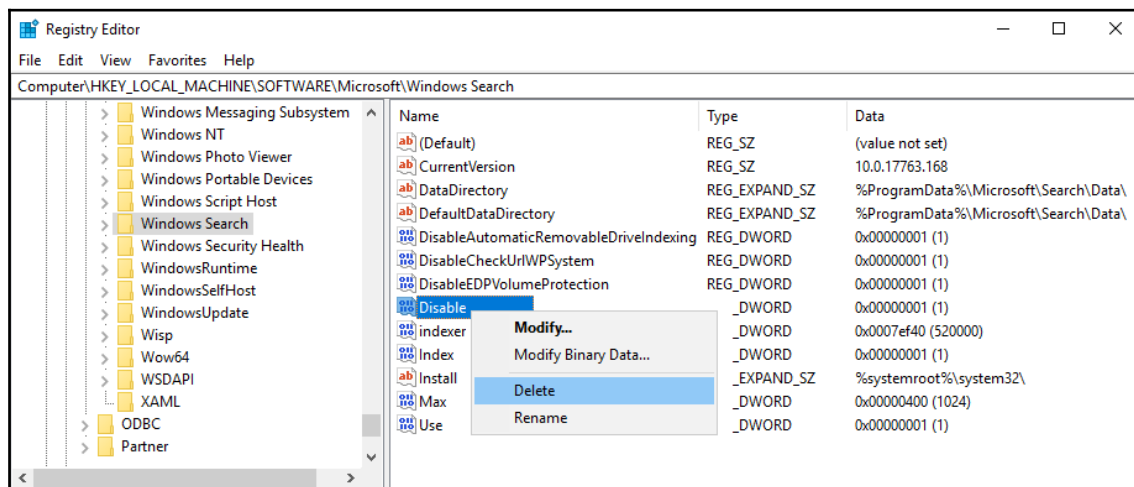 Registry Editor
File Edit View Favorites Help
Computer\HKEY_LOCAL_MACHINE\SOFTWARE\Microsoft\Windows Search
Windows Messaging Subsystem
Windows NT
Windows Photo Viewer
Windows Portable Devices
Windows Script Host
Windows Search
Windows Security Health
WindowsRuntime
WindowsSelfHost
WindowsUpdate
Wisp
Wow64
WSDAPI
XAML
ODBC
Partner
Name Type Data
(Default) REG_SZ (value not set)
CurrentVersion REG_SZ 10.0.17763.168
DataDirectory REG_EXPAND_SZ %ProgramData%\Microsoft\Search\Data\
DefaultDataDirectory REG_EXPAND_SZ %ProgramData%\Microsoft\Search\Data\
DisableAutomaticRemovableDriveIndexing REG_DWORD 0x00000001 (1)
DisableCheckUrlWPSystem REG_DWORD 0x00000001 (1)
DisableEDPVolumeProtection REG_DWORD 0x00000001 (1)
Disable _DWORD 0x00000001 (1)
indexer _DWORD 0x0007ef40 (520000)
Index _DWORD 0x00000001 (1)
Install _EXPAND_SZ %systemroot%\system32\
Max _DWORD 0x00000400 (1024)
Use _DWORD 0x00000001 (1)
Modify...
Modify Binary Data...
Delete
Rename